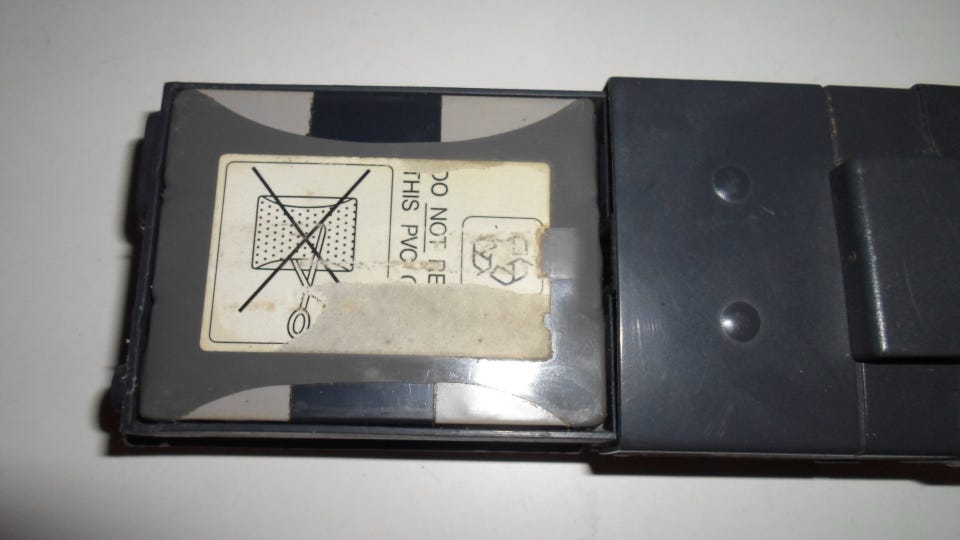 DO NOT RE
THIS PVC C